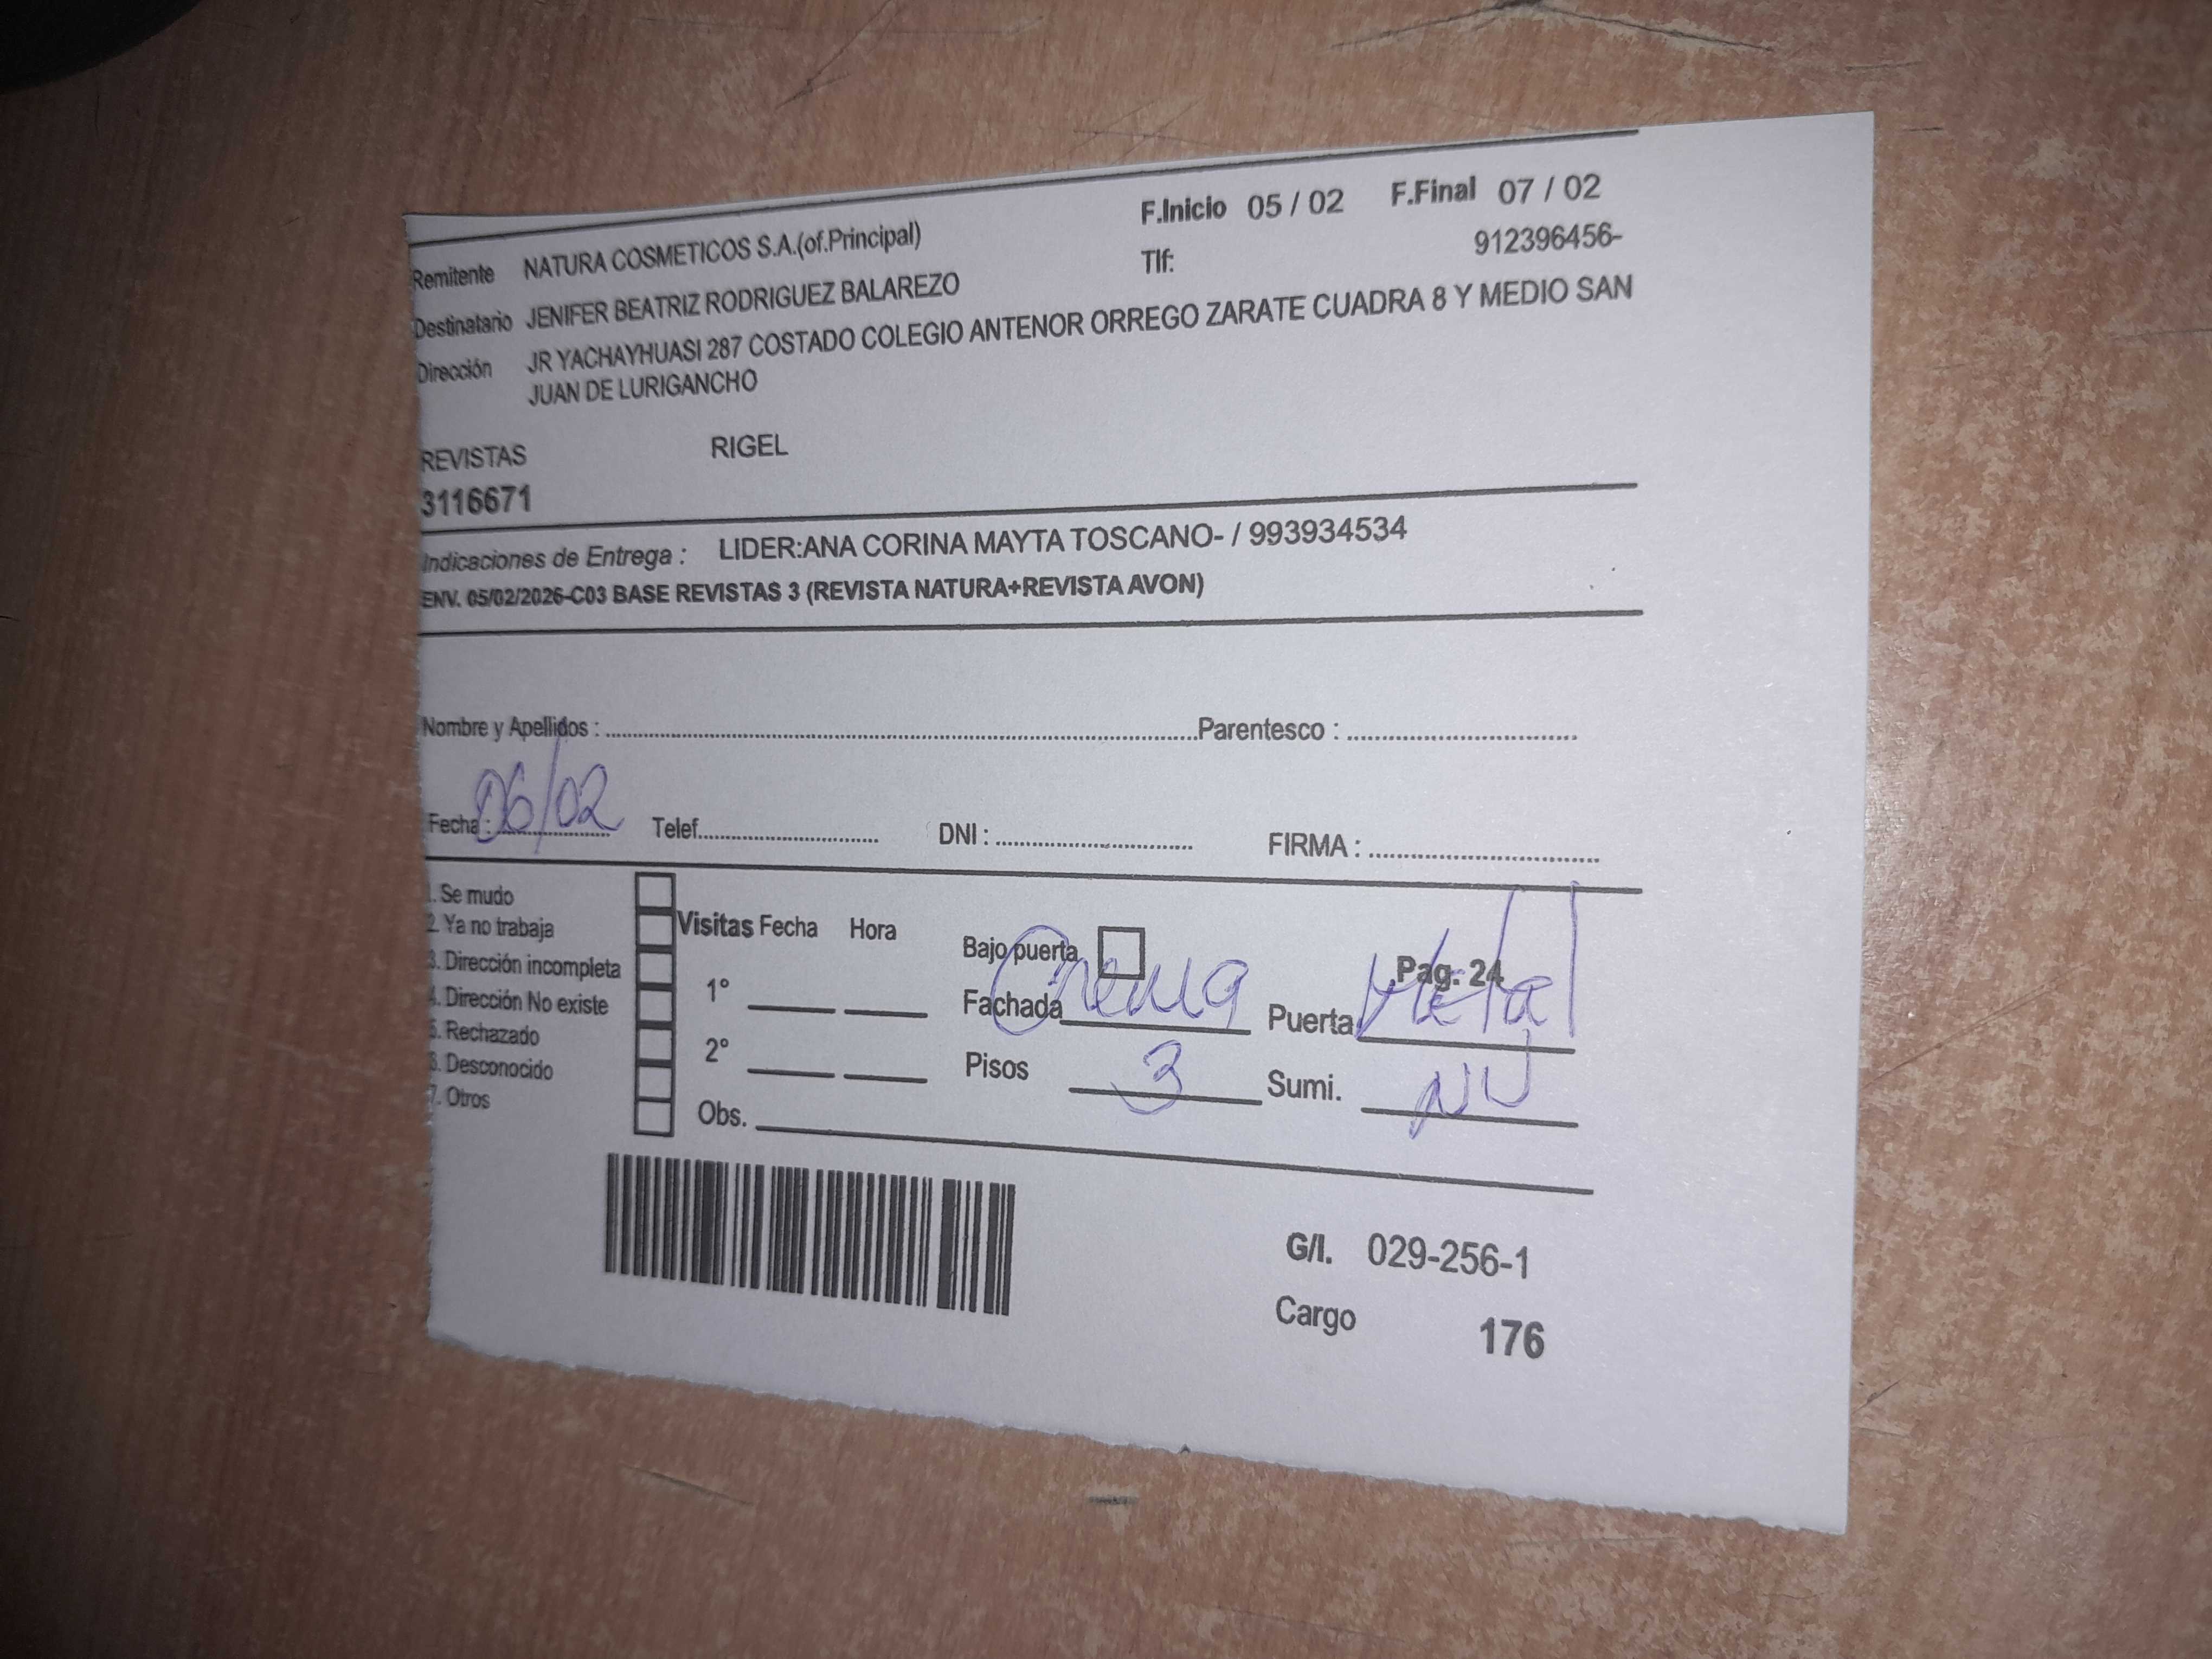 F.Inicio 05 / 02 F.Final 07 / 02
Remitente NATURA COSMETICOS S.A.(of.Principal) Tlf: 912396456-
Destinatario JENIFER BEATRIZ RODRIGUEZ BALAREZO
Dirección JR YACHAYHUASI 287 COSTADO COLEGIO ANTENOR ORREGO ZARATE CUADRA 8 Y MEDIO SAN
JUAN DE LURIGANCHO
REVISTAS RIGEL
3116671
Indicaciones de Entrega : LIDER:ANA CORINA MAYTA TOSCANO- / 993934534
ENV. 05/02/2026-C03 BASE REVISTAS 3 (REVISTA NATURA+REVISTA AVON)
Nombre y Apellidos : Parentesco :
Fecha : 06/02 Telef. DNI : FIRMA :
1. Se mudo
2. Ya no trabaja
3. Dirección incompleta
4. Dirección No existe
5. Rechazado
6. Desconocido
7. Otros
Visitas Fecha Hora
1°
2°
Obs.
Bajo puerta Pag. 24
Fachada Crema Puerta Metal
Pisos 3 Sumi.
G/I. 029-256-1
Cargo 176